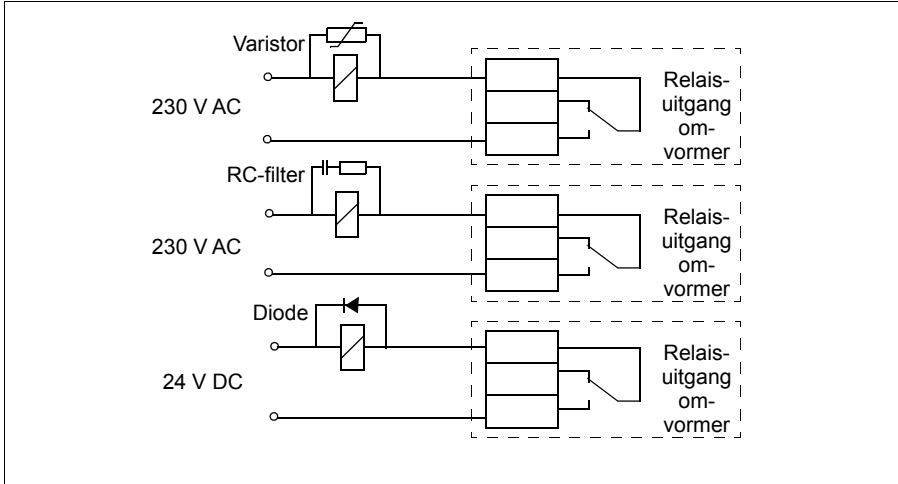 Varistor
230 V AC
Relais-
uitgang
om-
vormer
RC-filter
230 V AC
Relais-
uitgang
om-
vormer
Diode
24 V DC
Relais-
uitgang
om-
vormer